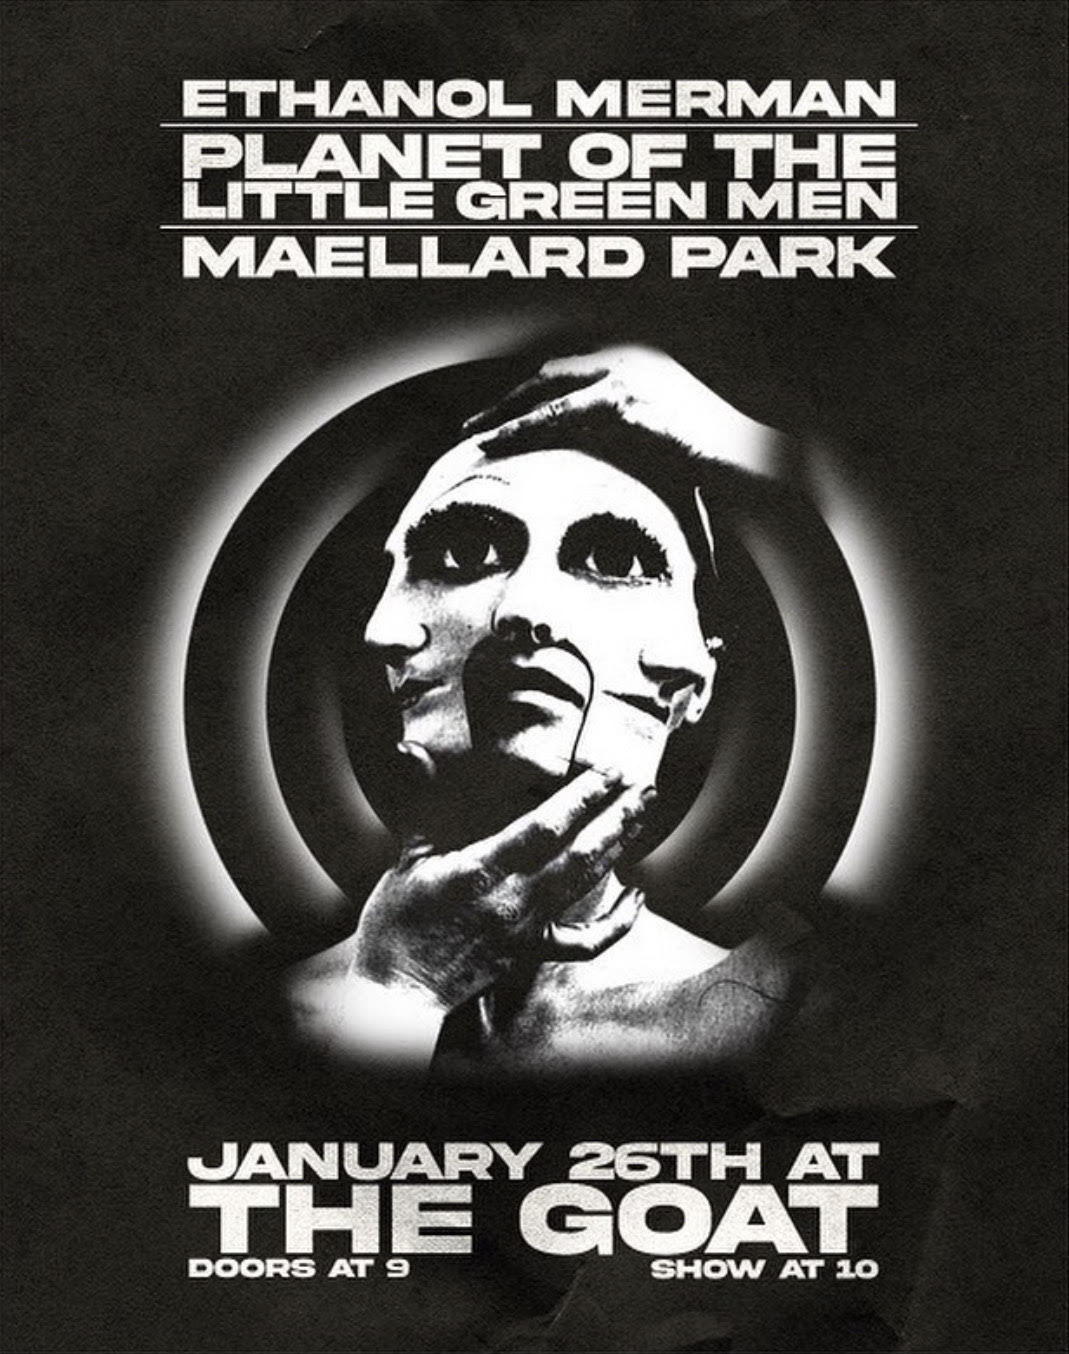 ETHANOL MERMAN
PLANET OF THE
LITTLE GREEN MEN
MAELLARD PARK
JANUARY 26TH AT
THE GOAT
DOORS AT 9 SHOW AT 10